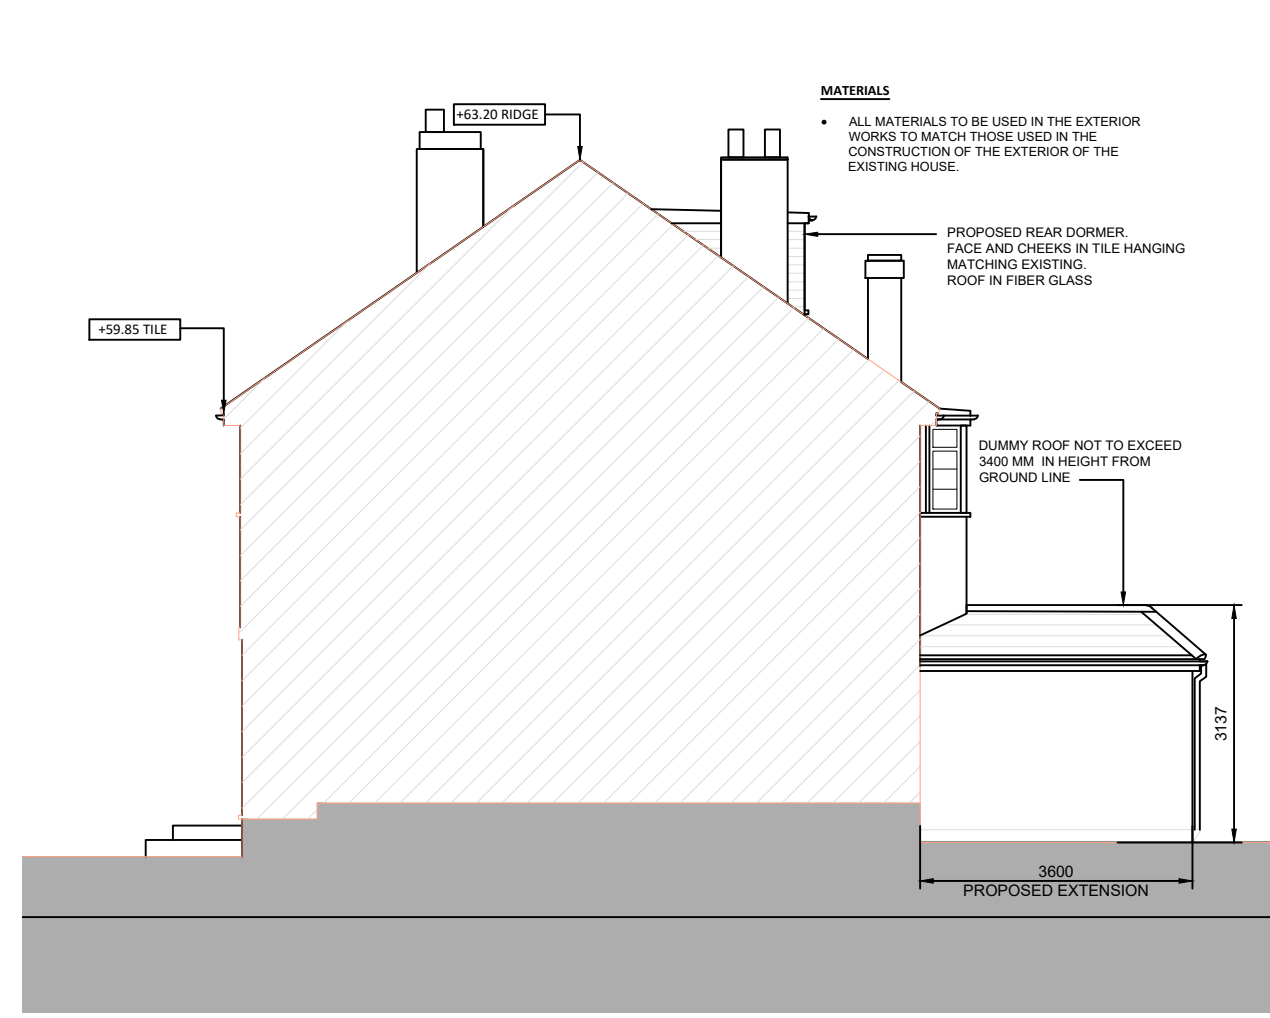 MATERIALS
• ALL MATERIALS TO BE USED IN THE EXTERIOR
WORKS TO MATCH THOSE USED IN THE
CONSTRUCTION OF THE EXTERIOR OF THE
EXISTING HOUSE.
+63.20 RIDGE
PROPOSED REAR DORMER.
FACE AND CHEEKS IN TILE HANGING
MATCHING EXISTING.
ROOF IN FIBER GLASS
+59.85 TILE
DUMMY ROOF NOT TO EXCEED
3400 MM IN HEIGHT FROM
GROUND LINE
3137
3600
PROPOSED EXTENSION